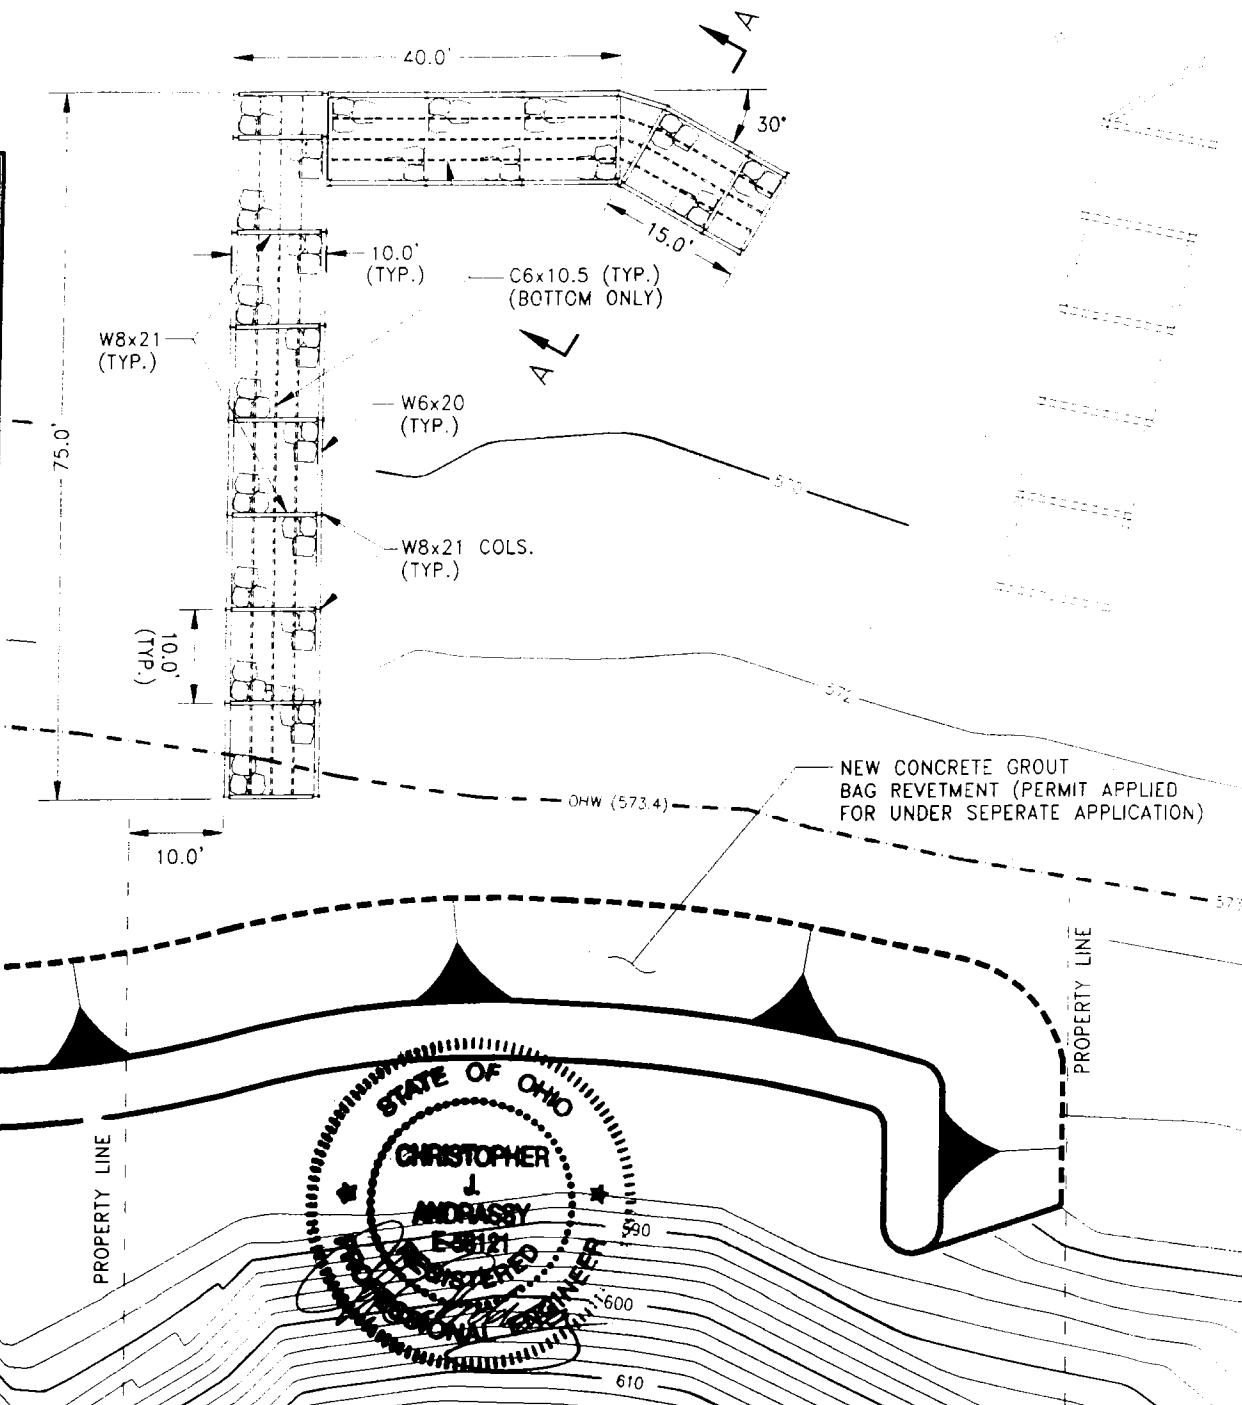 A
40.0'
30°
15.0'
10.0'
(TYP.)
C6x10.5 (TYP.)
(BOTTOM ONLY)
W8x21
(TYP.)
A
W6x20
(TYP.)
75.0'
570
W8x21 COLS.
(TYP.)
10.0'
(TYP.)
572
NEW CONCRETE GROUT
BAG REVETMENT (PERMIT APPLIED
FOR UNDER SEPERATE APPLICATION)
OHW (573.4)
10.0'
573
PROPERTY LINE
STATE OF OHIO
CHRISTOPHER
J.
ANDRASSY
REGISTERED
PROFESSIONAL ENGINEER
PROPERTY LINE
590
600
610